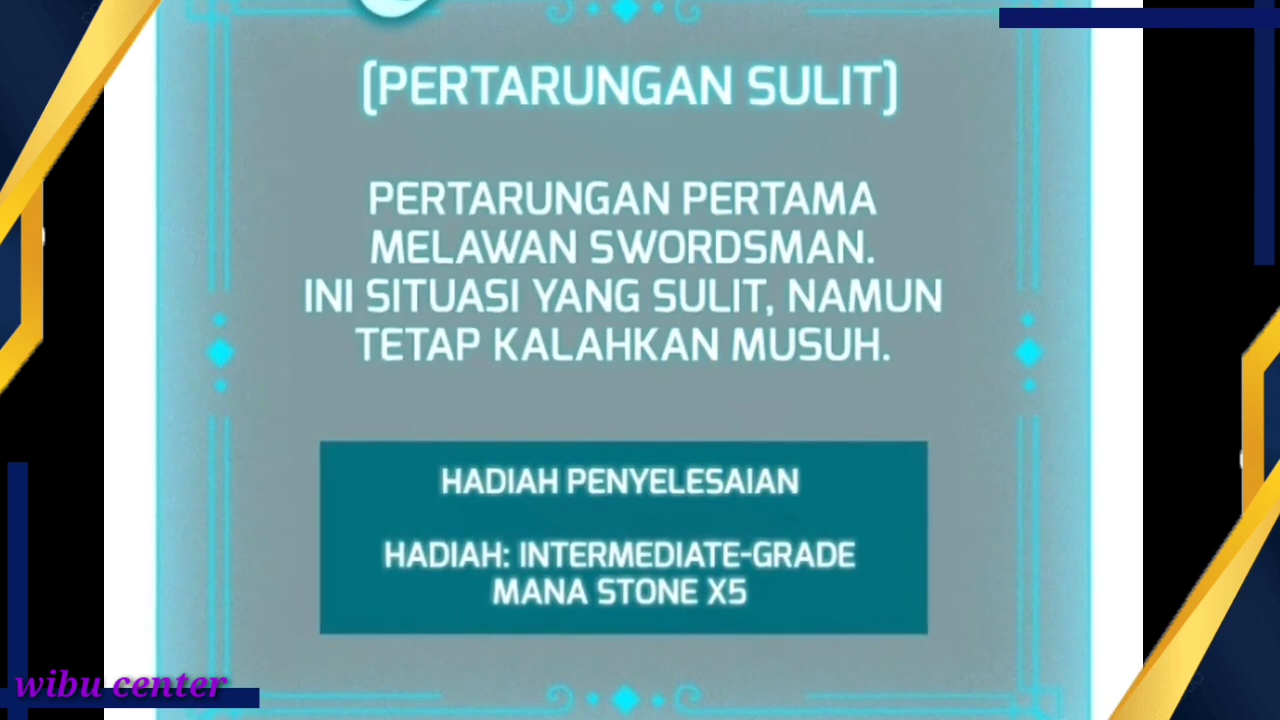 [PERTARUNGAN SULIT]
PERTARUNGAN PERTAMA
MELAWAN SWORDSMAN.
INI SITUASI YANG SULIT, NAMUN
TETAP KALAHKAN MUSUH.
HADIAH PENYELESAIAN
HADIAH: INTERMEDIATE-GRADE
MANA STONE X5
wibu center